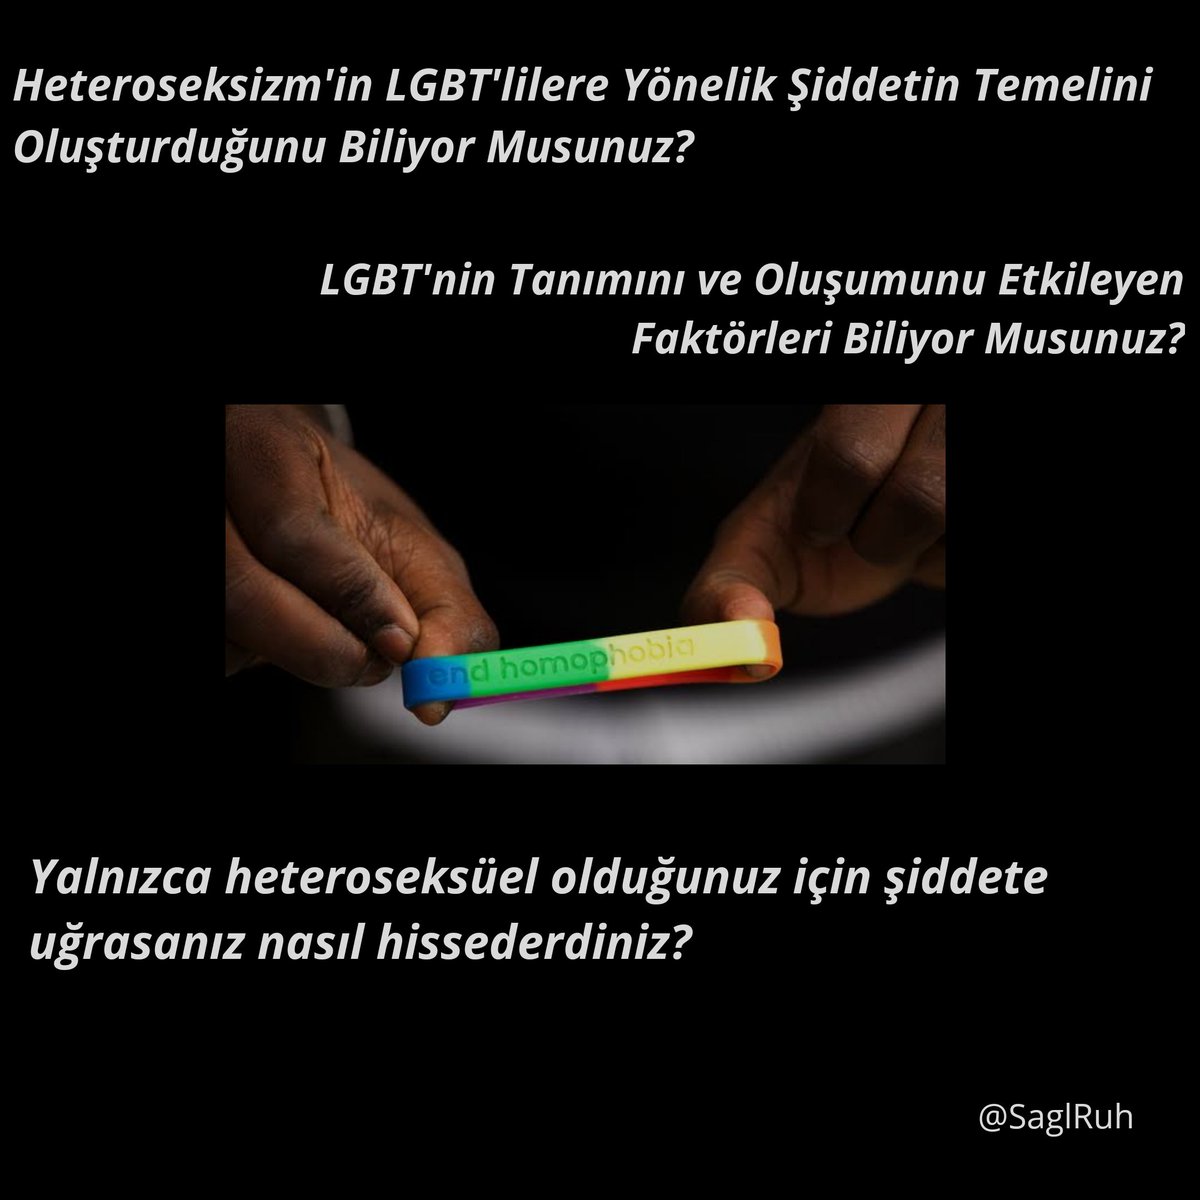 Heteroseksizm'in LGBT'lilere Yönelik Şiddetin Temelini
Oluşturduğunu Biliyor Musunuz?
LGBT'nin Tanımını ve Oluşumunu Etkileyen
Faktörleri Biliyor Musunuz?
end homophobia
Yalnızca heteroseksüel olduğunuz için şiddete
uğrasanız nasıl hissederdiniz?
@SaglRuh